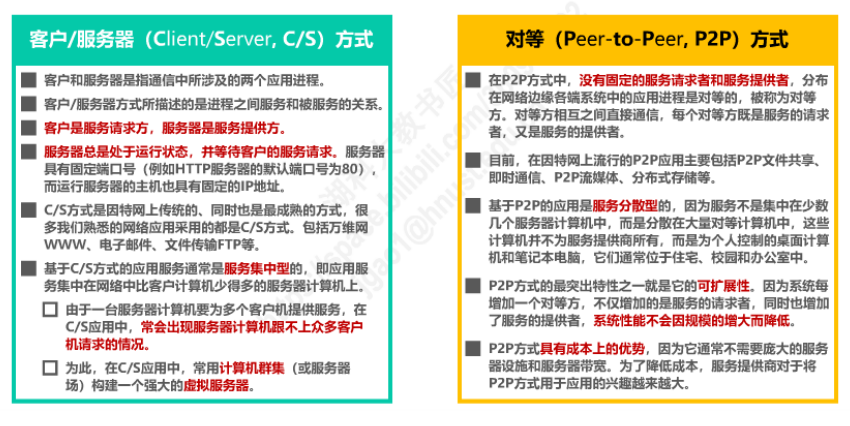 客户/服务器（Client/Server, C/S）方式
客户和服务器是指通信中所涉及的两个应用进程。
客户/服务器方式所描述的是进程之间服务和被服务的关系。
客户是服务请求方，服务器是服务提供方。
服务器总是处于运行状态，并等待客户的服务请求。服务器
具有固定端口号（例如HTTP服务器的默认端口号为80），
而运行服务器的主机也具有固定的IP地址。
C/S方式是因特网上传统的、同时也是最成熟的方式，很
多我们熟悉的网络应用采用的都是C/S方式。包括万维网
WWW、电子邮件、文件传输FTP等。
基于C/S方式的应用服务通常是服务集中型的，即应用服
务集中在网络中比客户计算机少得多的服务器计算机上。
由于一台服务器计算机要为多个客户机提供服务，在
C/S应用中，常会出现服务器计算机跟不上众多客户
机请求的情况。
为此，在C/S应用中，常用计算机群集（或服务器
场）构建一个强大的虚拟服务器。
对等（Peer-to-Peer, P2P）方式
在P2P方式中，没有固定的服务请求者和服务提供者，分布
在网络边缘各端系统中的应用进程是对等的，被称为对等
方。对等方相互之间直接通信，每个对等方既是服务的请求
者，又是服务的提供者。
目前，在因特网上流行的P2P应用主要包括P2P文件共享、
即时通信、P2P流媒体、分布式存储等。
基于P2P的应用是服务分散型的，因为服务不是集中在少数
几个服务器计算机中，而是分散在大量对等计算机中，这些
计算机并不为服务提供商所有，而是为个人控制的桌面计算
机和笔记本电脑，它们通常位于住宅、校园和办公室中。
P2P方式的最突出特性之一就是它的可扩展性。因为系统每
增加一个对等方，不仅增加的是服务的请求者，同时也增加
了服务的提供者，系统性能不会因规模的增大而降低。
P2P方式具有成本上的优势，因为它通常不需要庞大的服务
器设施和服务器带宽。为了降低成本，服务提供商对于将
P2P方式用于应用的兴趣越来越大。